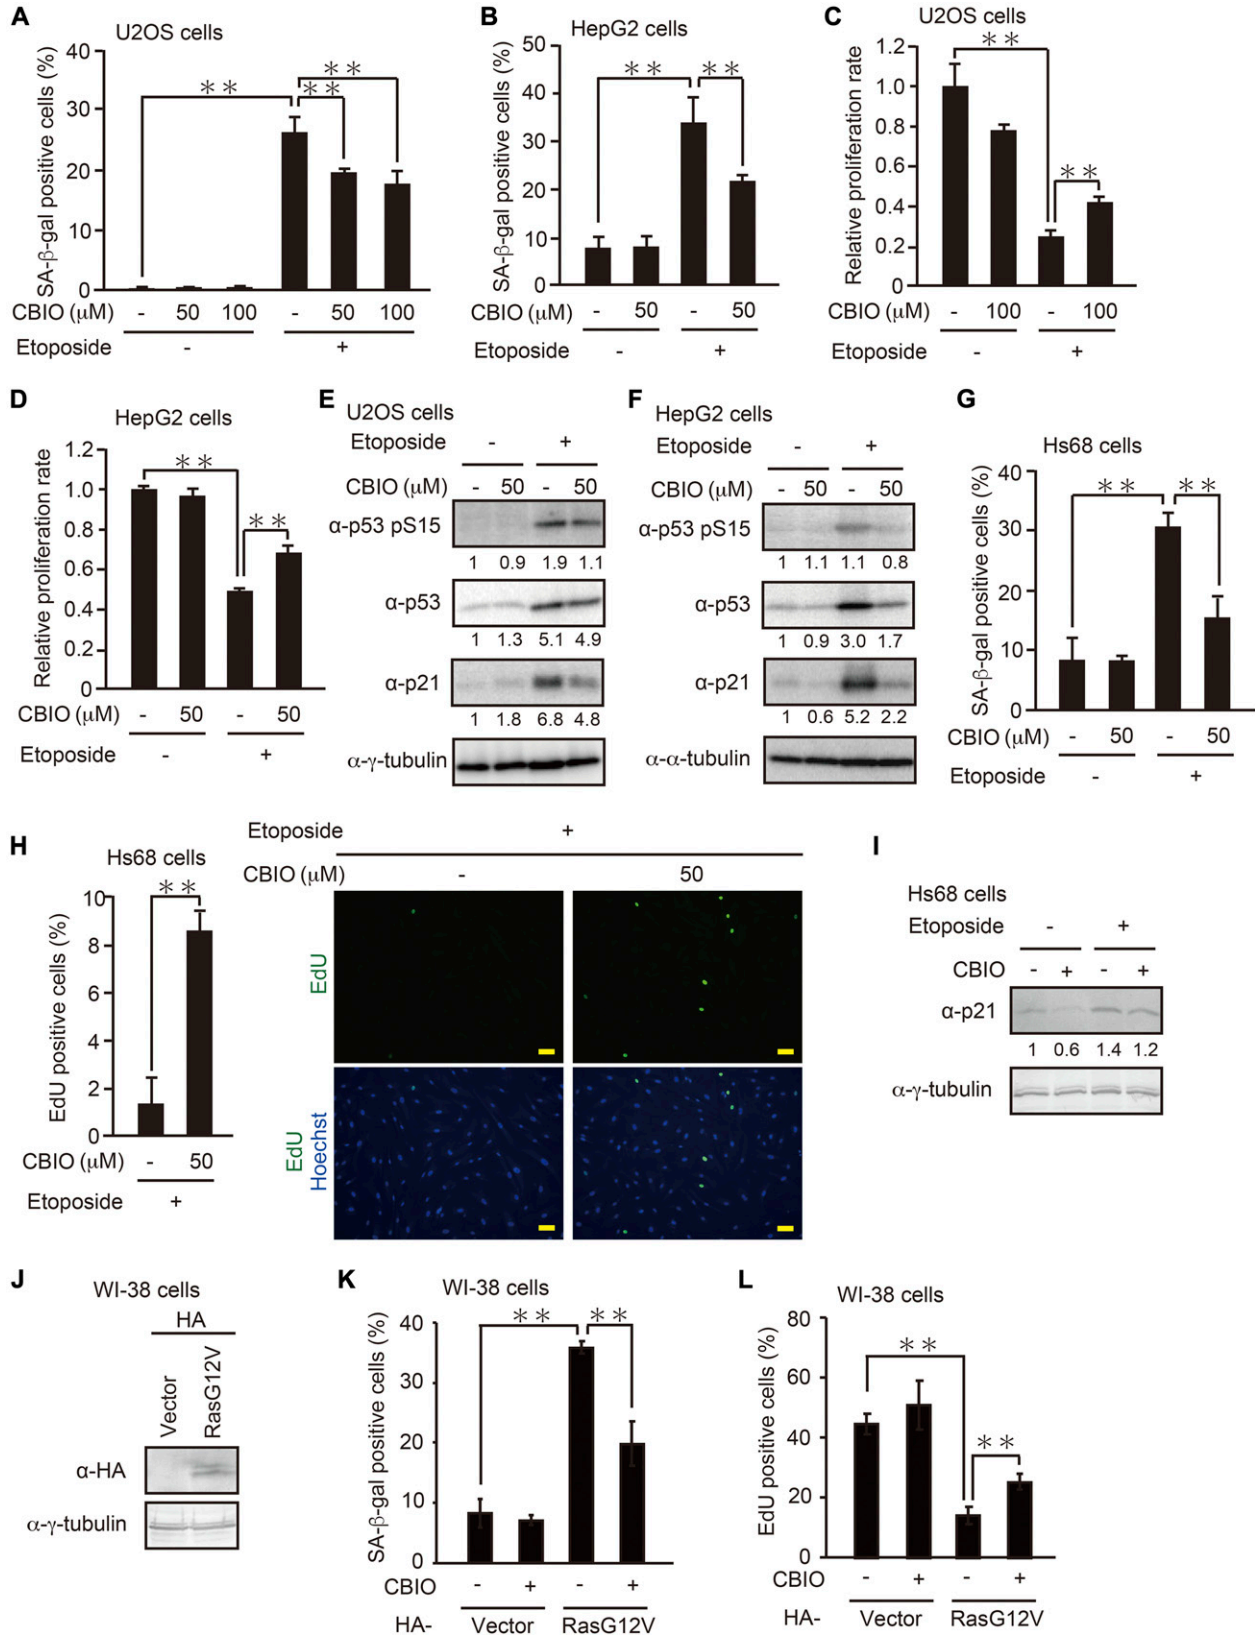 A
U2OS cells
SA-β-gal positive cells (%)
40
30
20
10
0
** ** **
CBIO (μM) - 50 100 - 50 100
Etoposide - +
B
HepG2 cells
SA-β-gal positive cells (%)
50
40
30
20
10
0
** **
CBIO (μM) - 50 - 50
Etoposide - +
C
U2OS cells
Relative proliferation rate
1.2
1.0
0.8
0.6
0.4
0.2
0
** **
CBIO (μM) - 100 - 100
Etoposide - +
D
HepG2 cells
Relative proliferation rate
1.2
1.0
0.8
0.6
0.4
0.2
0
** **
CBIO (μM) - 50 - 50
Etoposide - +
E
U2OS cells
Etoposide - +
CBIO (μM) - 50 - 50
α-p53 pS15
1 0.9 1.9 1.1
α-p53
1 1.3 5.1 4.9
α-p21
1 1.8 6.8 4.8
α-γ-tubulin
F
HepG2 cells
Etoposide - +
CBIO (μM) - 50 - 50
α-p53 pS15
1 1.1 1.1 0.8
α-p53
1 0.9 3.0 1.7
α-p21
1 0.6 5.2 2.2
α-α-tubulin
G
Hs68 cells
SA-β-gal positive cells (%)
40
30
20
10
0
** **
CBIO (μM) - 50 - 50
Etoposide - +
H
Hs68 cells
EdU positive cells (%)
10
8
6
4
2
0
**
CBIO (μM) - 50
Etoposide +
Etoposide +
CBIO (μM) - 50
EdU
EdU
Hoechst
I
Hs68 cells
Etoposide - +
CBIO - + - +
α-p21
1 0.6 1.4 1.2
α-γ-tubulin
J
WI-38 cells
HA
Vector
RasG12V
α-HA
α-γ-tubulin
K
WI-38 cells
SA-β-gal positive cells (%)
40
30
20
10
0
** **
CBIO - + - +
HA- Vector RasG12V
L
WI-38 cells
EdU positive cells (%)
80
60
40
20
0
** **
CBIO - + - +
HA- Vector RasG12V